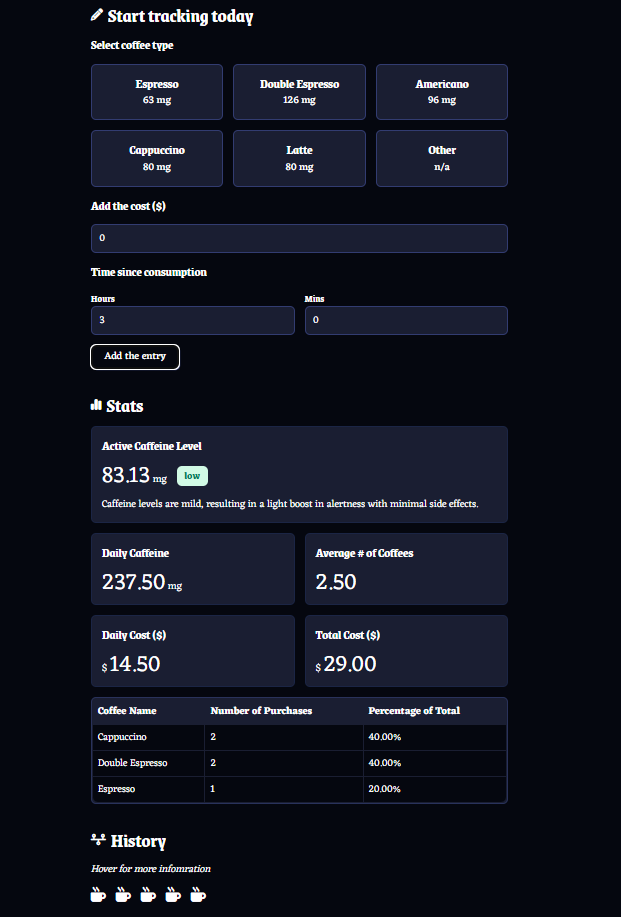 Start tracking today
Select coffee type
Espresso Double Espresso Americano
63 mg 126 mg 96 mg
Cappuccino Latte Other
80 mg 80 mg n/a
Add the cost ($)
0
Time since consumption
Hours Mins
3 0
Add the entry
Stats
Active Caffeine Level
83.13 mg low
Caffeine levels are mild, resulting in a light boost in alertness with minimal side effects.
Daily Caffeine Average # of Coffees
237.50 mg 2.50
Daily Cost ($) Total Cost ($)
$ 14.50 $ 29.00
Coffee Name Number of Purchases Percentage of Total
Cappuccino 2 40.00%
Double Espresso 2 40.00%
Espresso 1 20.00%
History
Hover for more infomration